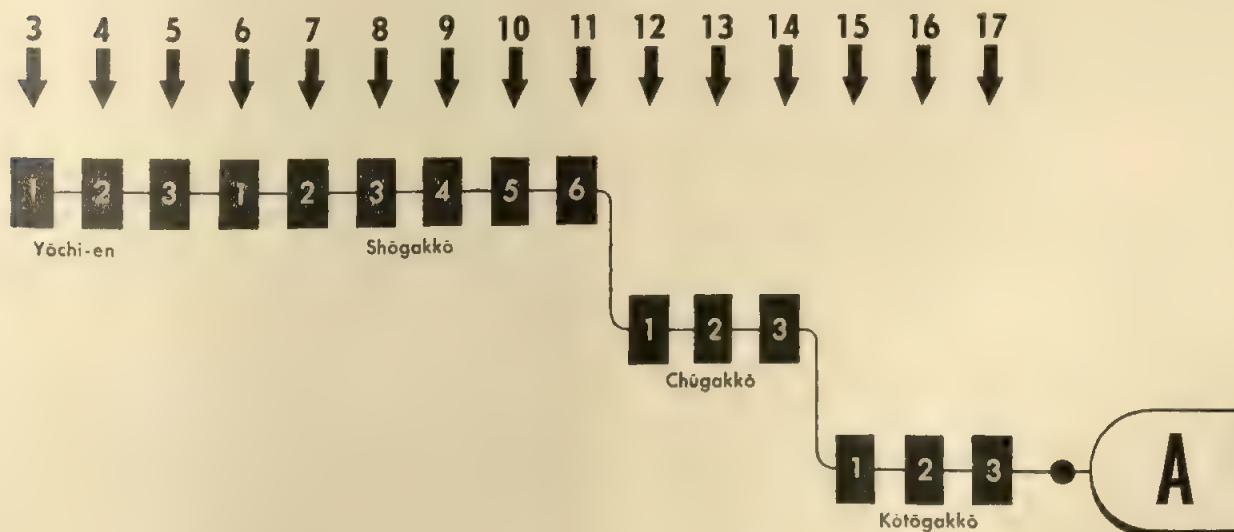 3 4 5 6 7 8 9 10 11 12 13 14 15 16 17
1 2 3 1 2 3 4 5 6
Yōchi-en Shōgakkō
1 2 3
Chūgakkō
1 2 3 A
Kōtōgakkō